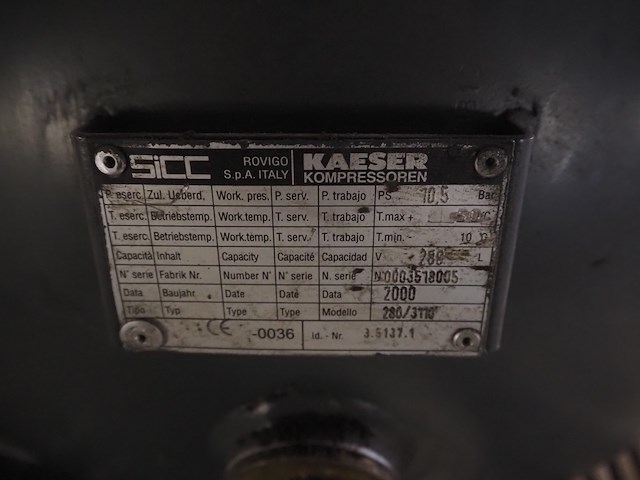 SICC ROVIGO S.p.A. ITALY KAESER KOMPRESSOREN
P. eserc. Zul. Ueberd. Work. pres. P. serv. P. trabajo PS 10,5 Bar
T. eserc. Betriebstemp. Work.temp. T. serv. T. trabajo T.max +
T. eserc. Betriebstemp. Work.temp. T. serv. T. trabajo T.min. - 10
Capacità Inhalt Capacity Capacité Capacidad V 280 L
N° serie Fabrik Nr. Number N° N. serie N. serie N°0003518005
Data Baujahr Date Daté Data 2000
Tipo Typ Type Type Modello 280/3110
CE -0036 Id. - Nr. 3.5137.1